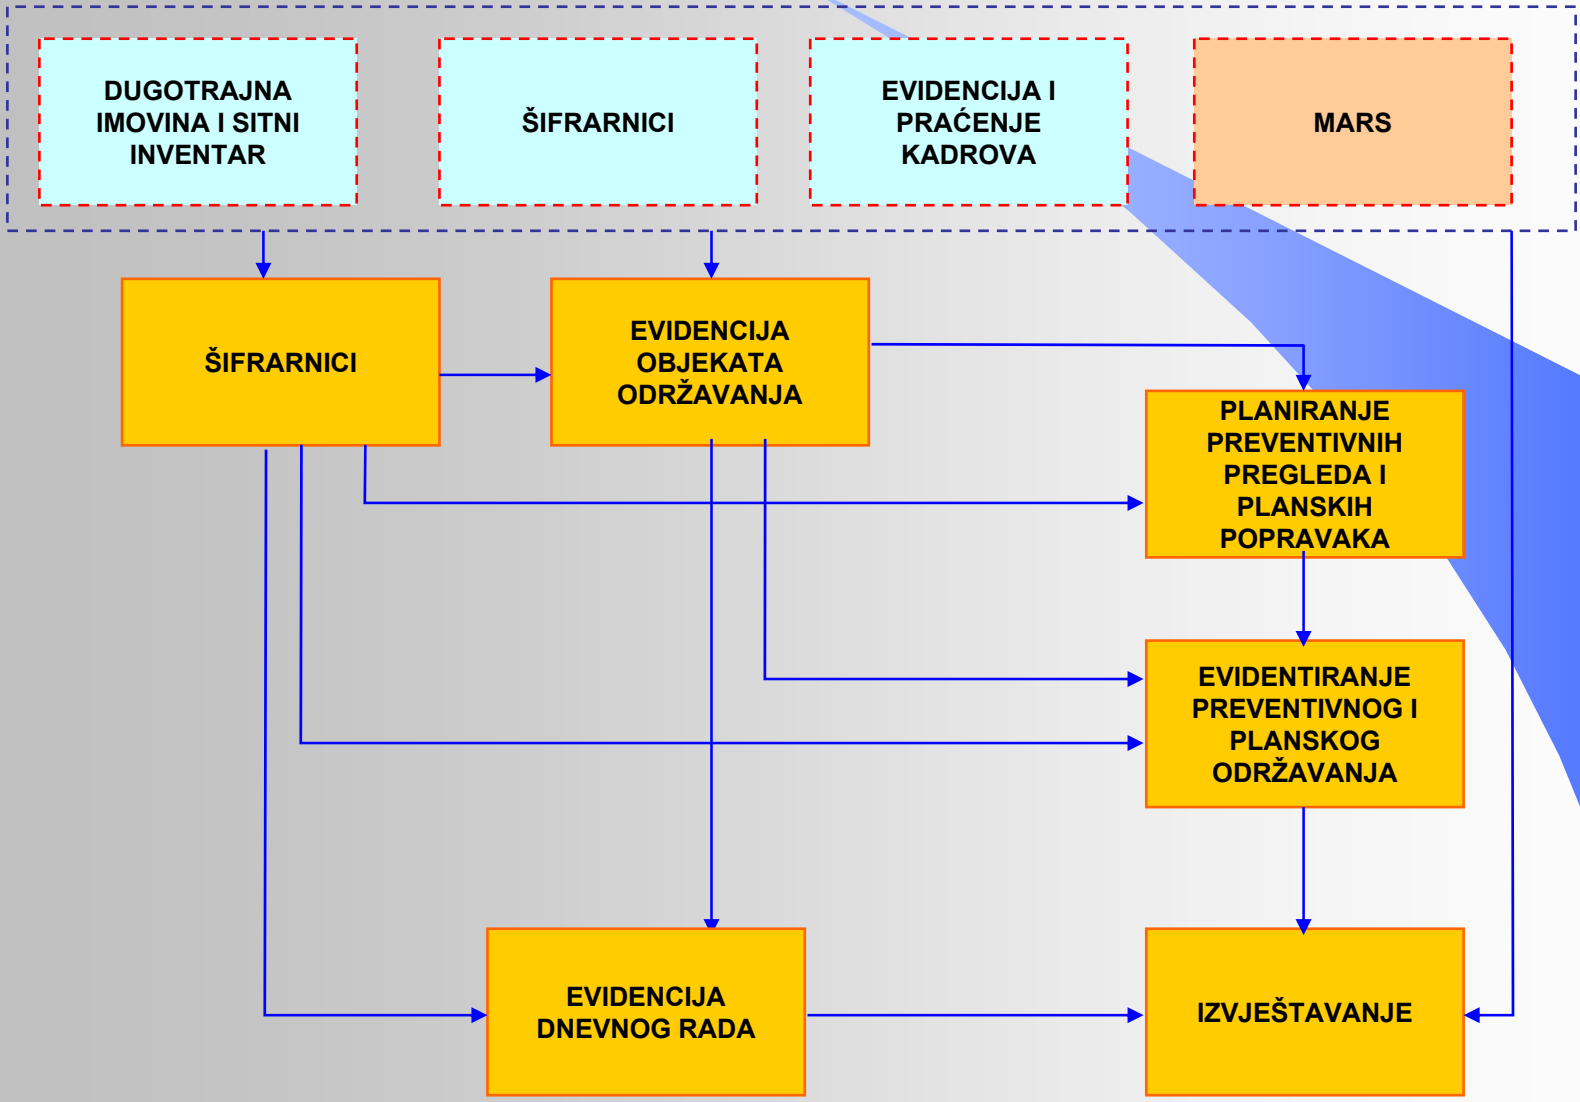 DUGOTRAJNA
IMOVINA I SITNI
INVENTAR
ŠIFRARNICI
EVIDENCIJA I
PRAĆENJE
KADROVA
MARS
ŠIFRARNICI
EVIDENCIJA
OBJEKATA
ODRŽAVANJA
PLANIRANJE
PREVENTIVNIH
PREGLEDA I
PLANSKIH
POPRAVAKA
EVIDENTIRANJE
PREVENTIVNOG I
PLANSKOG
ODRŽAVANJA
EVIDENCIJA
DNEVNOG RADA
IZVJEŠTAVANJE